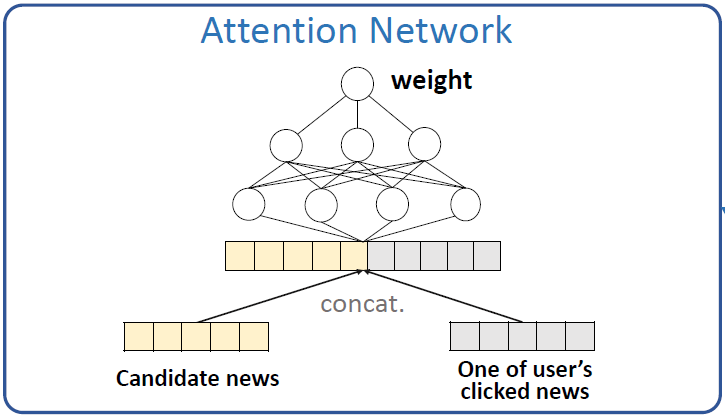 Attention Network
weight
concat.
Candidate news
One of user's
clicked news